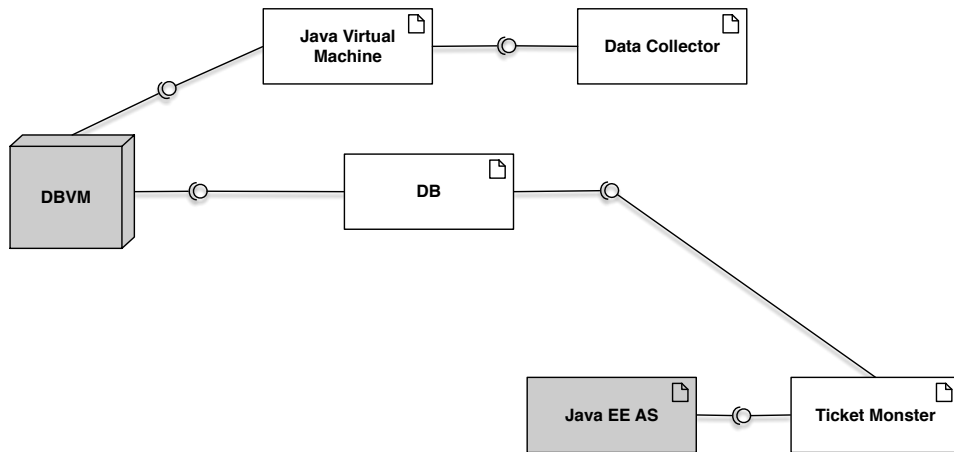 Java Virtual
Machine
Data Collector
DBVM
DB
Java EE AS
Ticket Monster